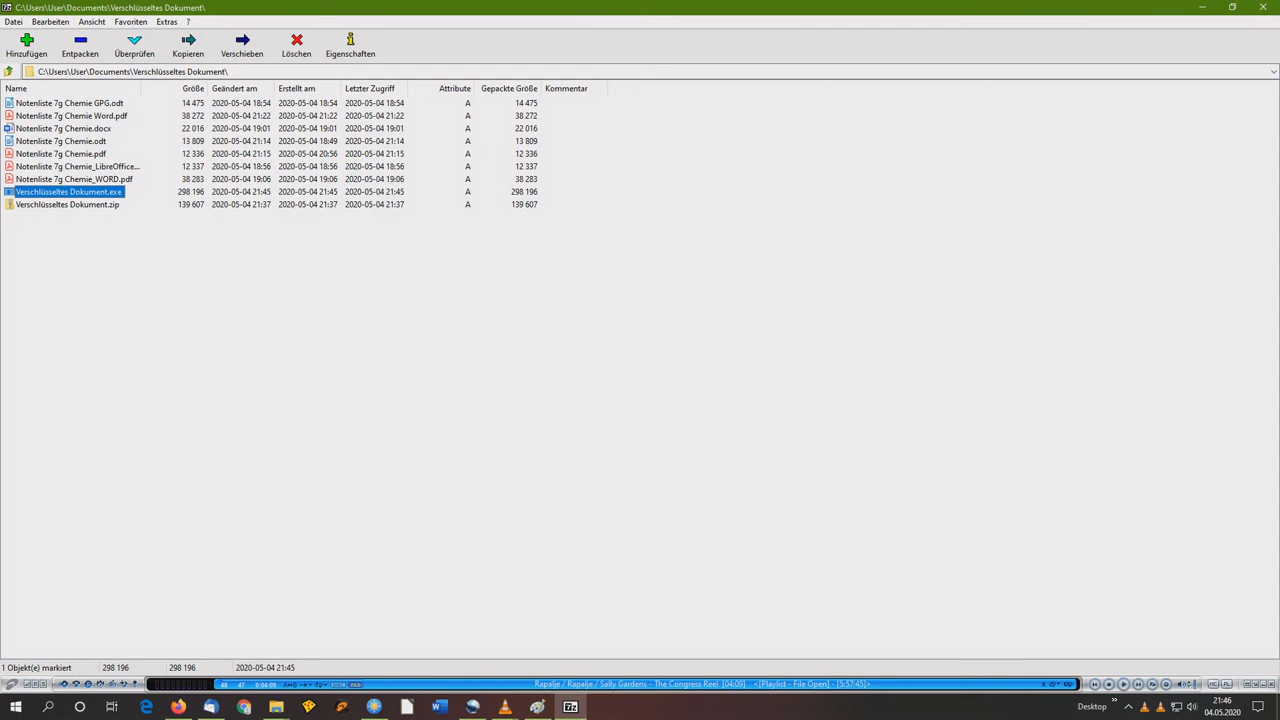 C:\Users\User\Documents\Verschlüsseltes Dokument\
Datei Bearbeiten Ansicht Favoriten Extras ?
Hinzufügen Entpacken Überprüfen Kopieren Verschieben Löschen Eigenschaften
C:\Users\User\Documents\Verschlüsseltes Dokument\
Name Größe Geändert am Erstellt am Letzter Zugriff Attribute Gepackte Größe Kommentar
Notenliste 7g Chemie GPG.odt 14 475 2020-05-04 18:54 2020-05-04 18:54 2020-05-04 18:54 A 14 475
Notenliste 7g Chemie Word.pdf 38 272 2020-05-04 21:22 2020-05-04 21:22 2020-05-04 21:22 A 38 272
Notenliste 7g Chemie.docx 22 016 2020-05-04 19:01 2020-05-04 19:01 2020-05-04 19:01 A 22 016
Notenliste 7g Chemie.odt 13 809 2020-05-04 21:14 2020-05-04 18:49 2020-05-04 21:14 A 13 809
Notenliste 7g Chemie.pdf 12 336 2020-05-04 21:15 2020-05-04 20:56 2020-05-04 21:15 A 12 336
Notenliste 7g Chemie_LibreOffice... 12 337 2020-05-04 18:56 2020-05-04 18:56 2020-05-04 18:56 A 12 337
Notenliste 7g Chemie_WORD.pdf 38 283 2020-05-04 19:06 2020-05-04 19:06 2020-05-04 19:06 A 38 283
Verschlüsseltes Dokument.exe 298 196 2020-05-04 21:45 2020-05-04 21:45 2020-05-04 21:45 A 298 196
Verschlüsseltes Dokument.zip 139 607 2020-05-04 21:37 2020-05-04 21:37 2020-05-04 21:37 A 139 607
1 Objekt(e) markiert 298 196 298 196 2020-05-04 21:45
0:04:09 Rapalje / Rapalje / Sally Gardens - The Congress Reel [04:09] <[Playlist - File Open] - [5:57:45]>
Desktop » 21:46
04.05.2020